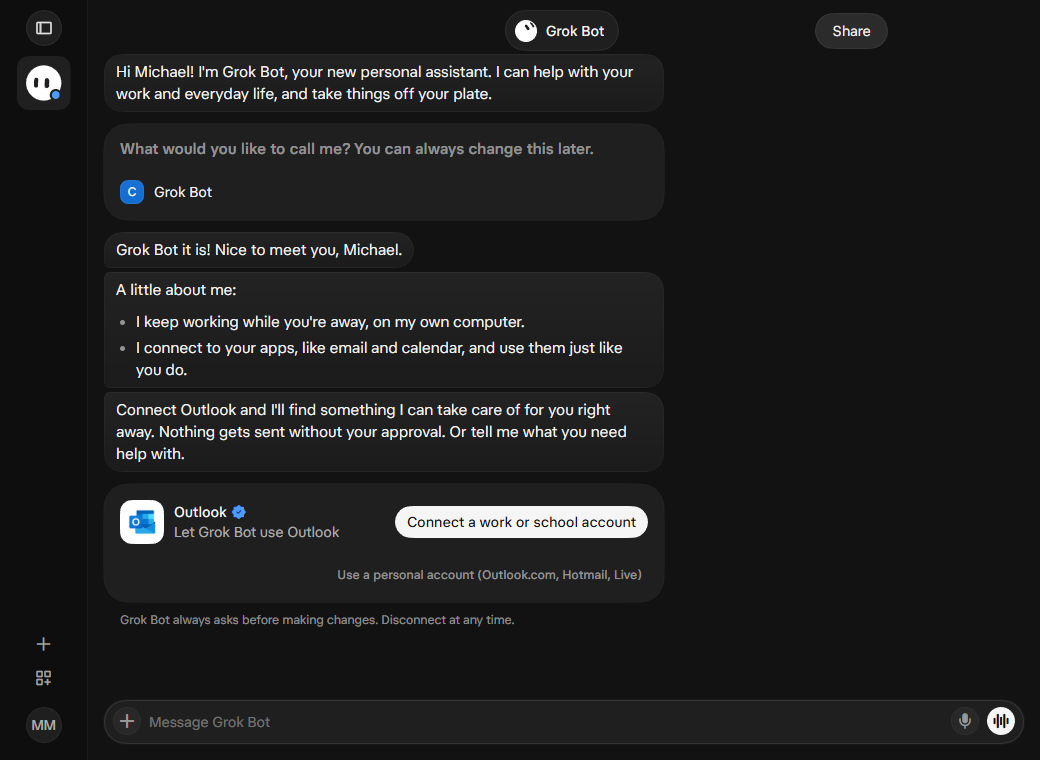 Grok Bot
Share
Hi Michael! I'm Grok Bot, your new personal assistant. I can help with your
work and everyday life, and take things off your plate.
What would you like to call me? You can always change this later.
C
Grok Bot
Grok Bot it is! Nice to meet you, Michael.
A little about me:
I keep working while you're away, on my own computer.
I connect to your apps, like email and calendar, and use them just like
you do.
Connect Outlook and I'll find something I can take care of for you right
away. Nothing gets sent without your approval. Or tell me what you need
help with.
Outlook
Let Grok Bot use Outlook
Connect a work or school account
Use a personal account (Outlook.com, Hotmail, Live)
Grok Bot always asks before making changes. Disconnect at any time.
MM
Message Grok Bot